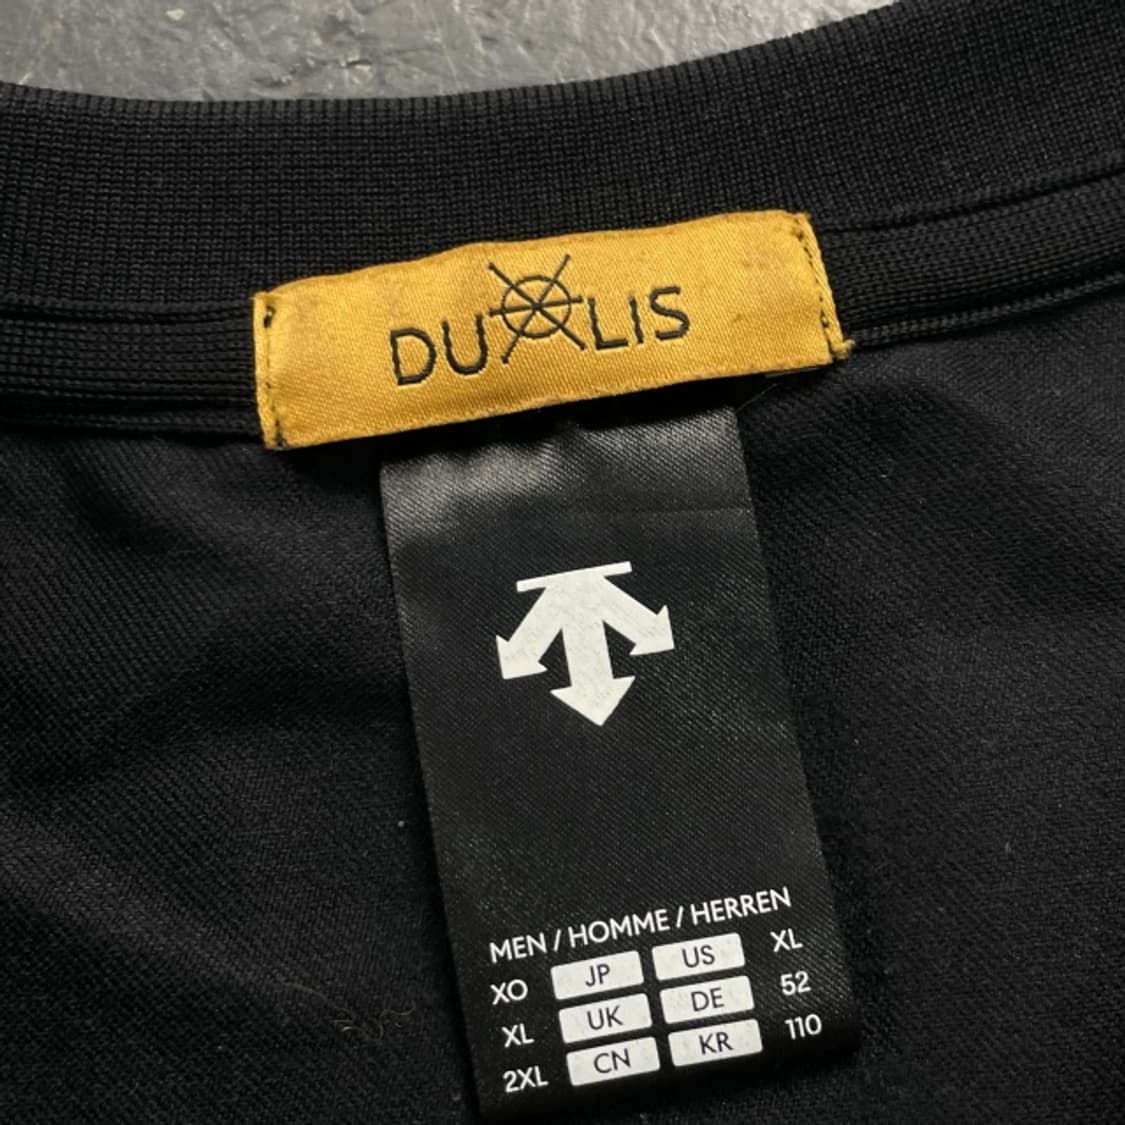 DUALIS
MEN / HOMME / HERREN
XO JP US XL
XL UK DE 52
2XL CN KR 110